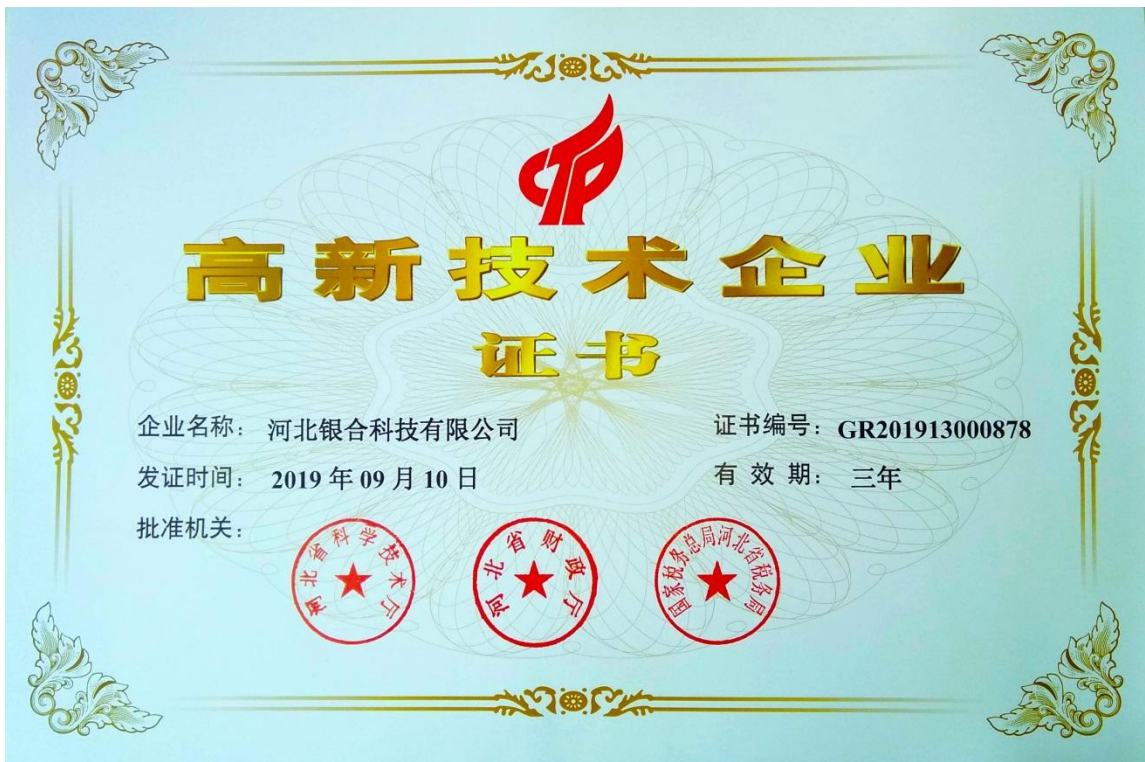 CTP
高新技术企业
证书
企业名称：河北银合科技有限公司
证书编号：GR201913000878
发证时间：2019年09月10日
有效期：三年
批准机关：
河北省科学技术厅
河北省财政厅
国家税务总局河北省税务局